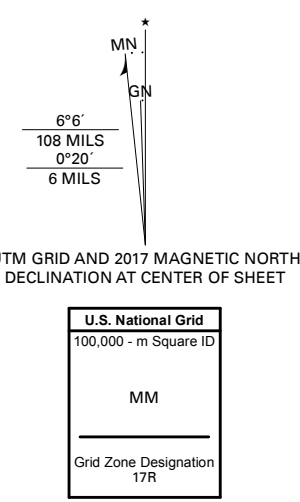 ★
MN
GN
6°6´
108 MILS
0°20´
6 MILS
UTM GRID AND 2017 MAGNETIC NORTH
DECLINATION AT CENTER OF SHEET
U.S. National Grid
100,000 - m Square ID
MM
Grid Zone Designation
17R